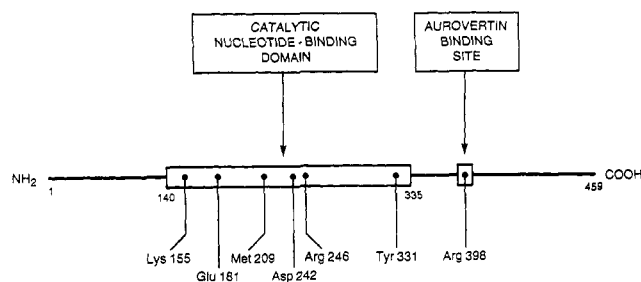 CATALYTIC
NUCLEOTIDE-BINDING
DOMAIN
AUROVERTIN
BINDING
SITE
NH2
1
140
335
459
COOH
Lys 155
Glu 181
Met 209
Asp 242
Arg 246
Tyr 331
Arg 398